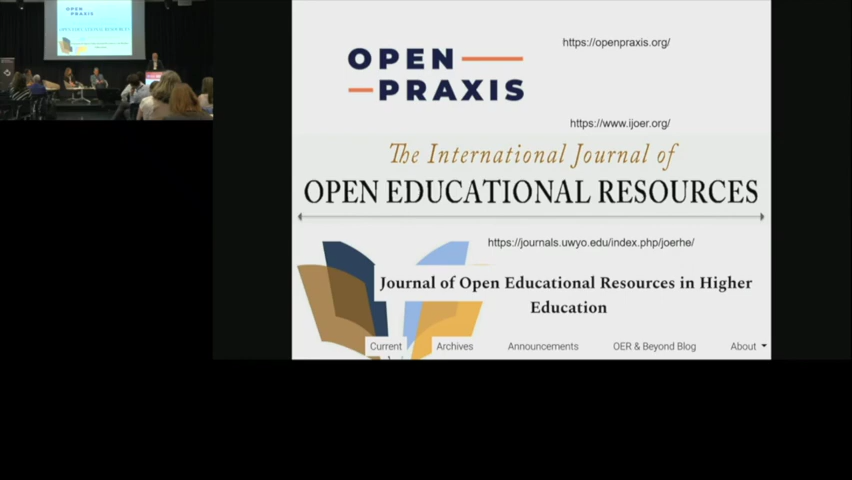 OPEN
PRAXIS
https://openpraxis.org/
OPEN
PRAXIS
https://www.ijoer.org/
The International Journal of
OPEN EDUCATIONAL RESOURCES
https://journals.uwyo.edu/index.php/joerhe/
Journal of Open Educational Resources in Higher
Education
Current Archives Announcements OER & Beyond Blog About